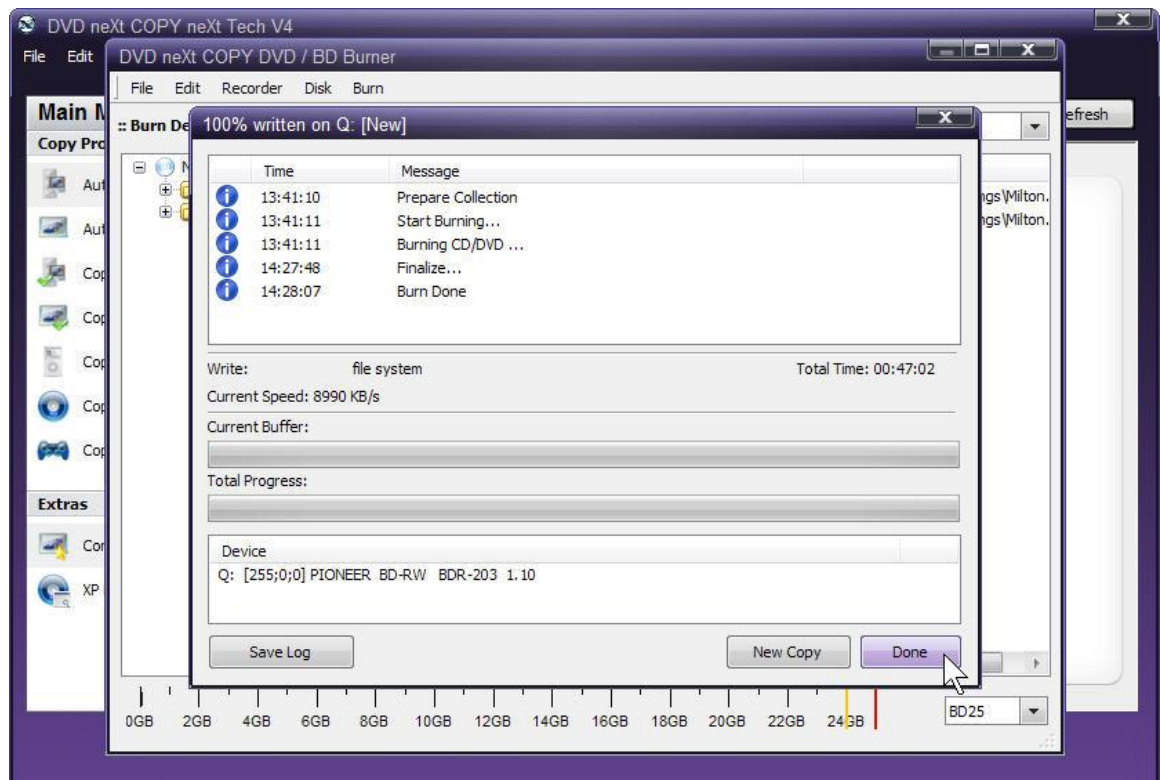 DVD neXt COPY neXt Tech V4
File Edit
DVD neXt COPY DVD / BD Burner
File Edit Recorder Disk Burn
Main
:: Burn
100% written on Q: [New]
Copy
Time Message
13:41:10 Prepare Collection
13:41:11 Start Burning...
13:41:11 Burning CD/DVD ...
14:27:48 Finalize...
14:28:07 Burn Done
Write: file system Total Time: 00:47:02
Current Speed: 8990 KB/s
Current Buffer:
Total Progress:
Extras
Device
Q: [255;0;0] PIONEER BD-RW BDR-203 1.10
XP
Save Log New Copy Done
0GB 2GB 4GB 6GB 8GB 10GB 12GB 14GB 16GB 18GB 20GB 22GB 24GB BD25